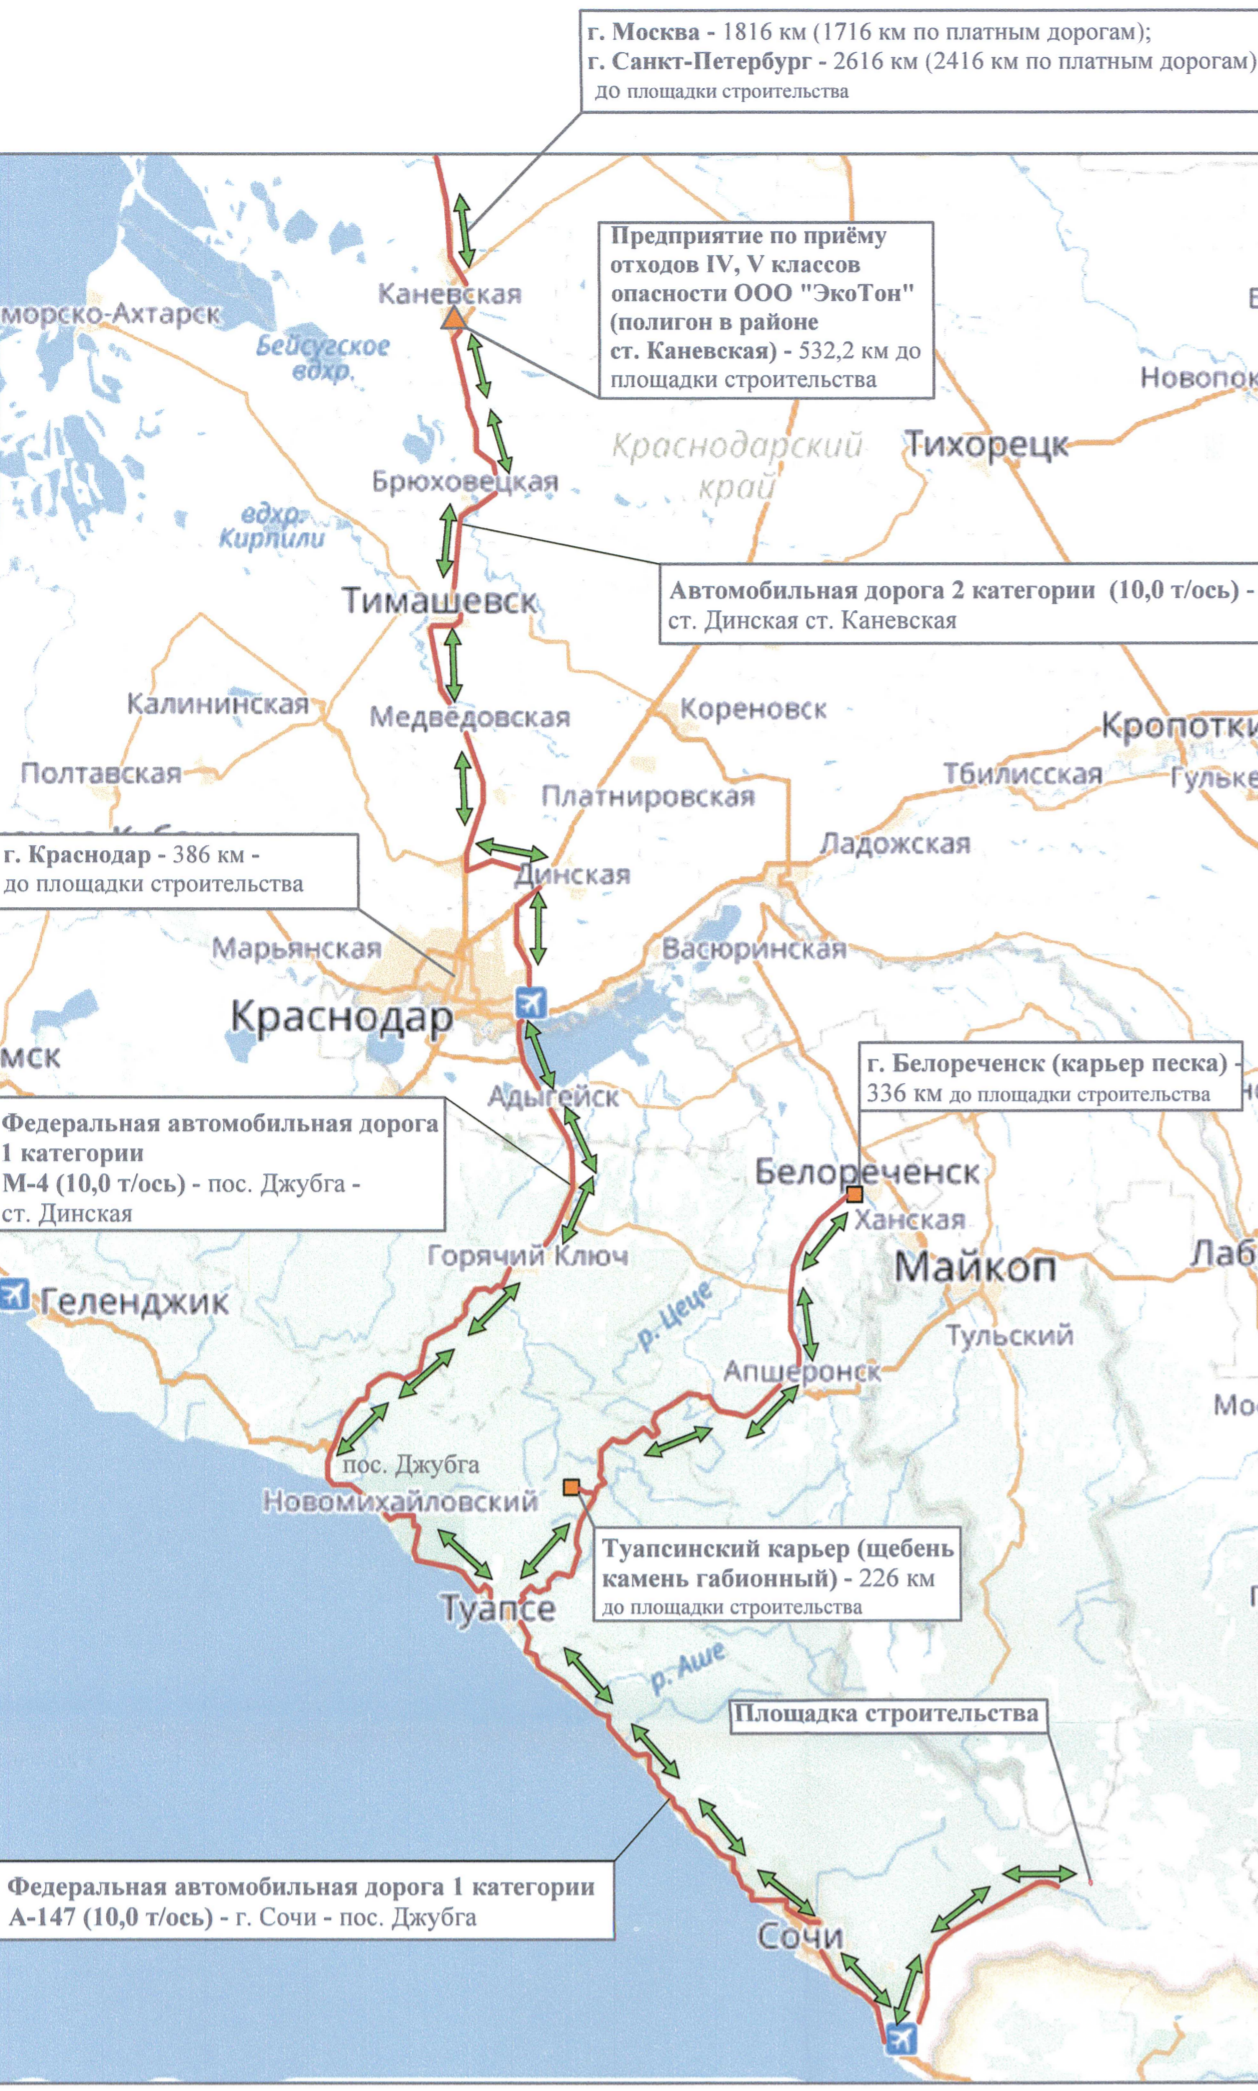 г. Москва - 1816 км (1716 км по платным дорогам);
г. Санкт-Петербург - 2616 км (2416 км по платным дорогам)
до площадки строительства
Предприятие по приёму
отходов IV, V классов
опасности ООО "ЭкоТон"
(полигон в районе
ст. Каневская) - 532,2 км до
площадки строительства
Каневская
морско-Ахтарск
Бейсугское
вдхр.
Новопок
Краснодарский
край
Тихорецк
Брюховецкая
вдхр.
Кирпили
Автомобильная дорога 2 категории (10,0 т/ось) -
ст. Динская ст. Каневская
Тимашевск
Калининская
Медвёдовская
Кореновск
Кропотки
Полтавская
Тбилисская
Гульке
Платнировская
г. Краснодар - 386 км -
до площадки строительства
Ладожская
Динская
Марьянская
Васюринская
Краснодар
мск
г. Белореченск (карьер песка) -
336 км до площадки строительства
Адыгейск
Федеральная автомобильная дорога
1 категории
М-4 (10,0 т/ось) - пос. Джубга -
ст. Динская
Белореченск
Ханская
Горячий Ключ
Майкоп
Лаб
Геленджик
р. Цеце
Тульский
Апшеронск
Мо
пос. Джубга
Новомихайловский
Туапсинский карьер (щебень
камень габионный) - 226 км
до площадки строительства
Туапсе
р. Аше
Площадка строительства
Федеральная автомобильная дорога 1 категории
А-147 (10,0 т/ось) - г. Сочи - пос. Джубга
Сочи